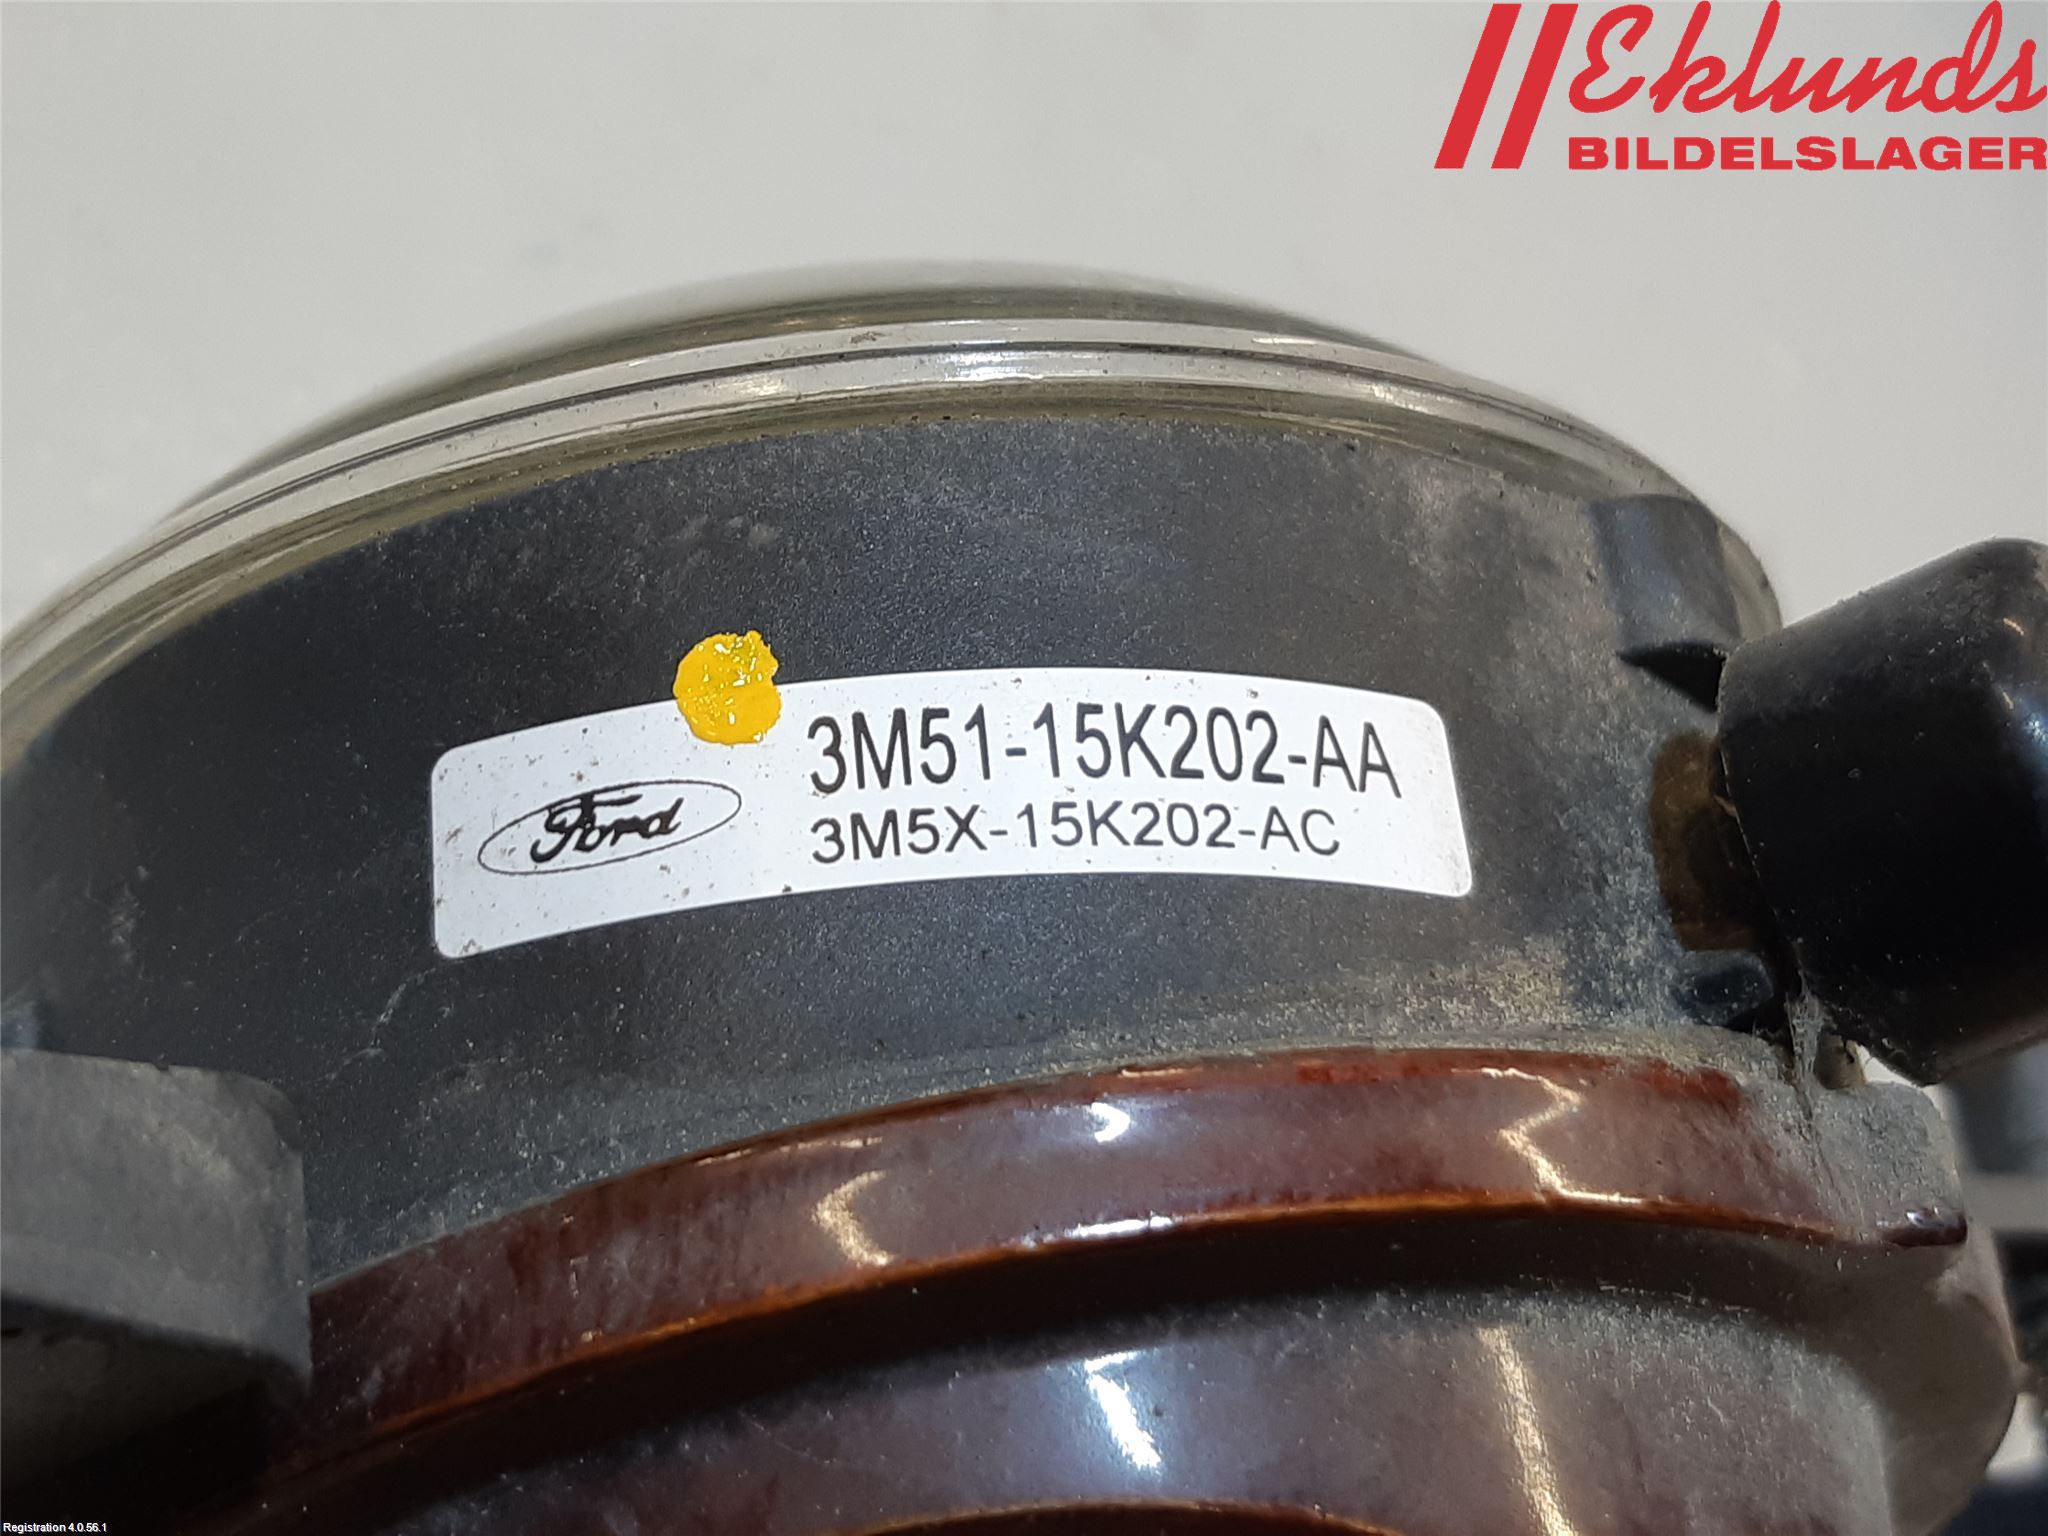 Eklunds
BILDELSLAGER
Ford
3M51-15K202-AA
3M5X-15K202-AC
Registration 4.0.56.1